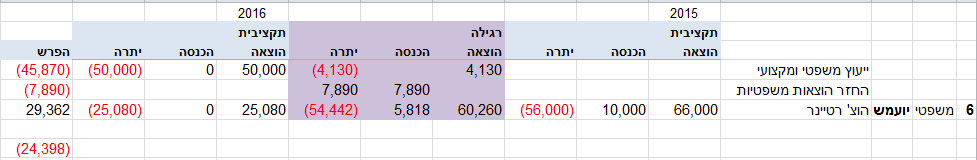 2015 2016
תקציבית רגילה תקציבית
הוצאה הכנסה יתרה הוצאה הכנסה יתרה הוצאה הכנסה יתרה הפרש
ייעוץ משפטי ומקצועי 4,130 (4,130) 50,000 0 (50,000) (45,870)
החזר הוצאות משפטיות 7,890 7,890 (7,890)
6 משפטי יועמש הוצ' רטיינר 66,000 10,000 (56,000) 60,260 5,818 (54,442) 25,080 0 (25,080) 29,362
(24,398)